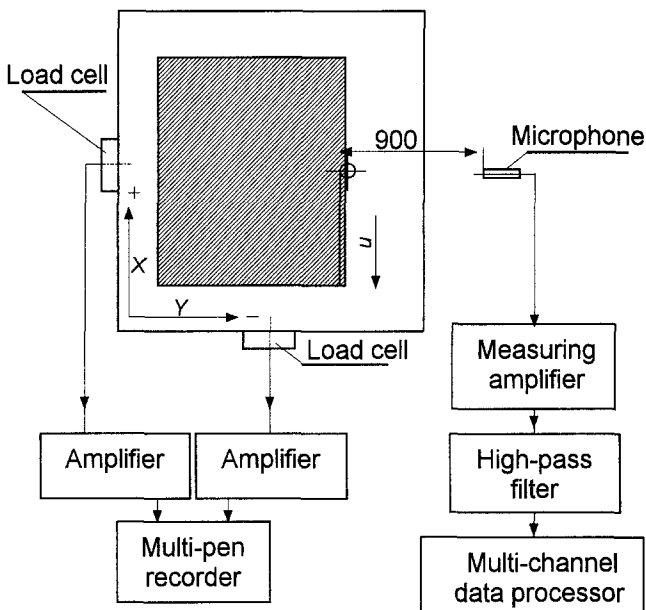 Load cell
900
Microphone
+
X
u
Y
−
Load cell
Measuring
amplifier
Amplifier
Amplifier
High-pass
filter
Multi-pen
recorder
Multi-channel
data processor